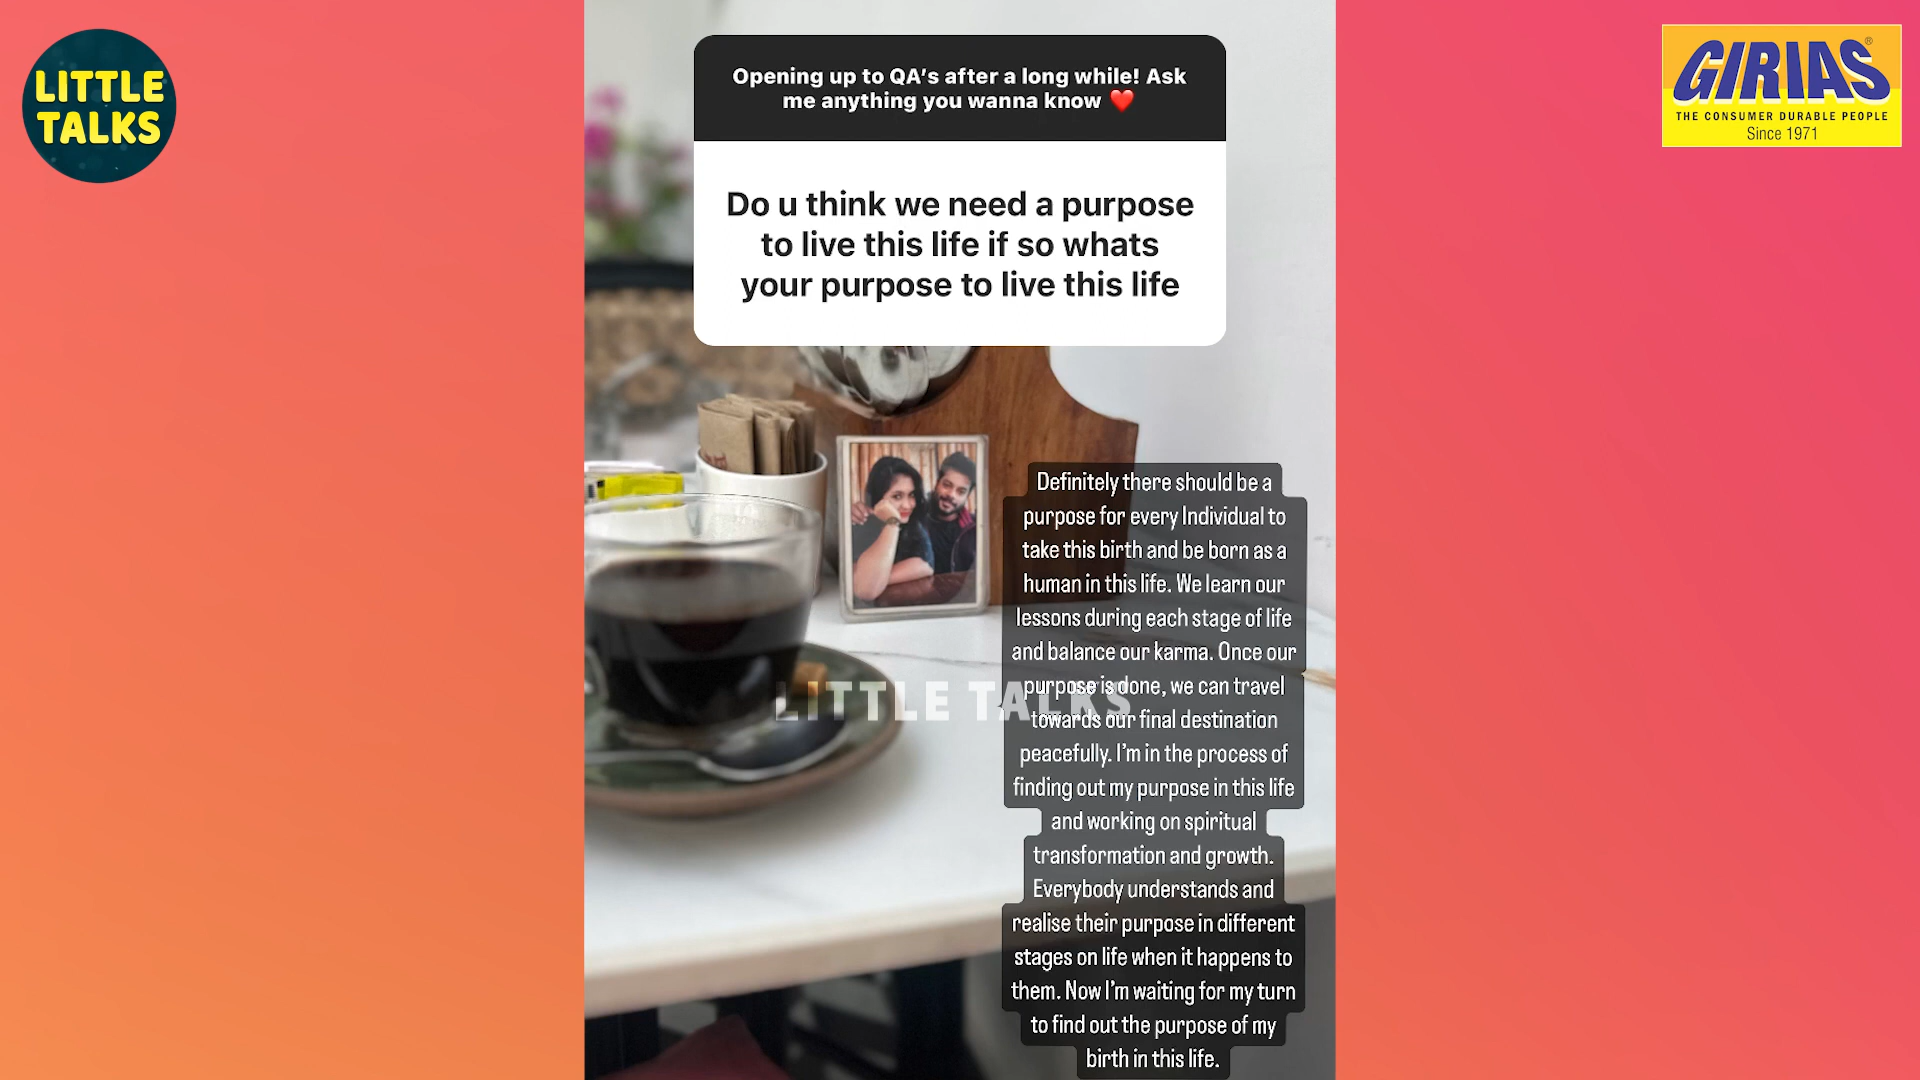 LITTLE
TALKS
GIRIAS®
THE CONSUMER DURABLE PEOPLE
Since 1971
Opening up to QA's after a long while! Ask
me anything you wanna know ❤️
Do u think we need a purpose
to live this life if so whats
your purpose to live this life
Definitely there should be a
purpose for every Individual to
take this birth and be born as a
human in this life. We learn our
lessons during each stage of life
and balance our karma. Once our
purpose is done, we can travel
towards our final destination
peacefully. I'm in the process of
finding out my purpose in this life
and working on spiritual
transformation and growth.
Everybody understands and
realise their purpose in different
stages on life when it happens to
them. Now I'm waiting for my turn
to find out the purpose of my
birth in this life.
LITTLE TALKS